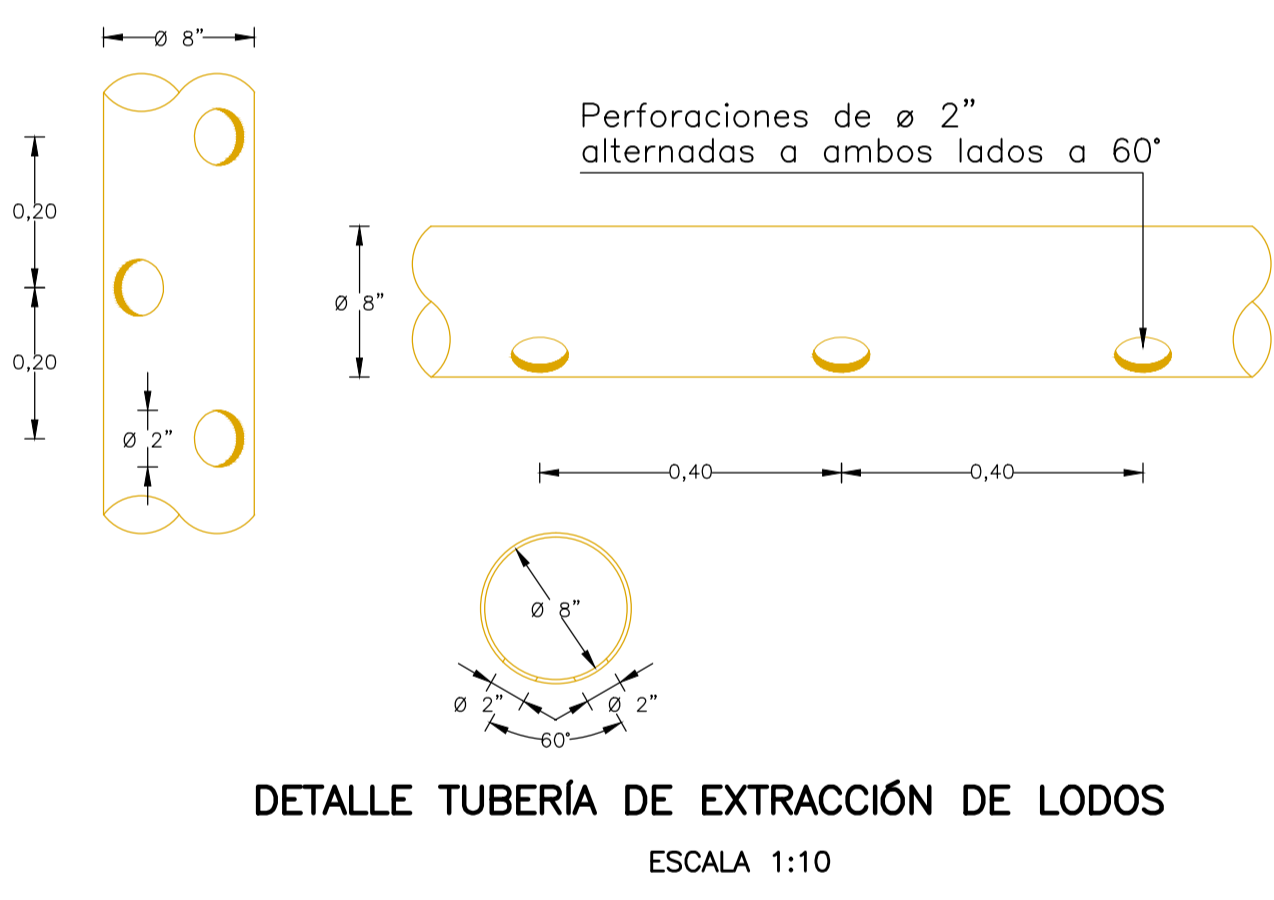 Ø 8”
Perforaciones de ø 2”
alternadas a ambos lados a 60°
0,20
Ø 8”
0,20
Ø 2”
0,40
0,40
Ø 8”
Ø 2”
Ø 2”
60°
DETALLE TUBERÍA DE EXTRACCIÓN DE LODOS
ESCALA 1:10